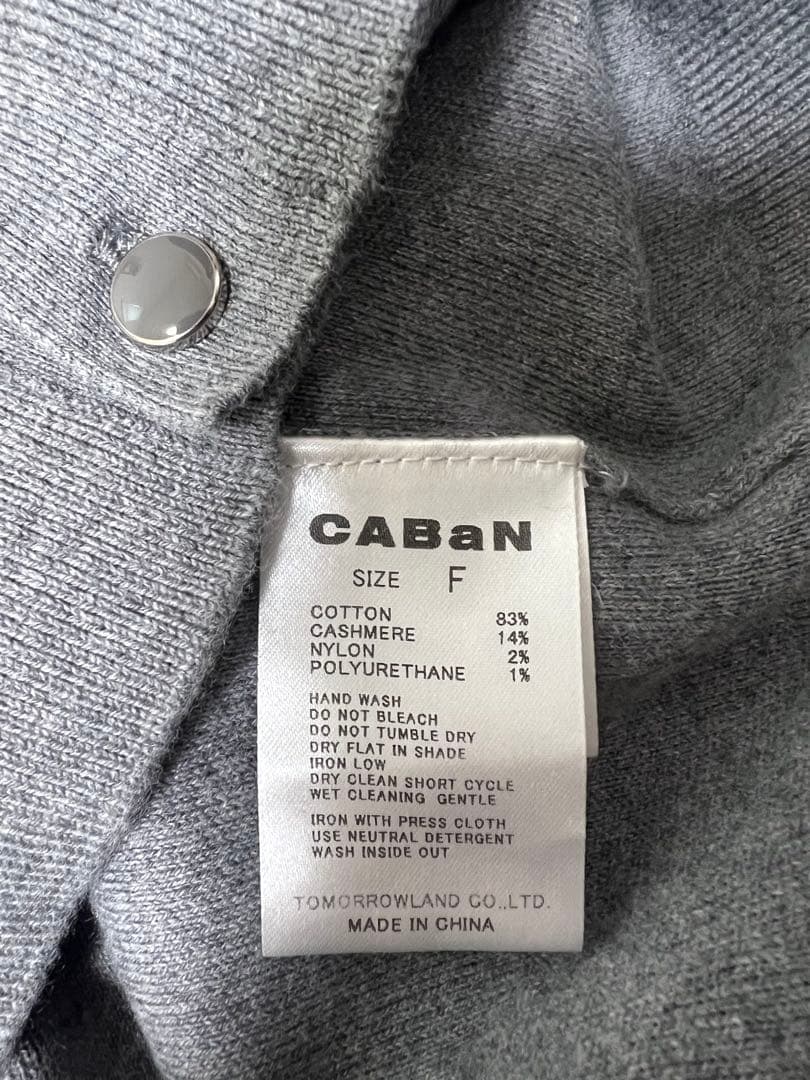 CABaN
SIZE F
COTTON 83%
CASHMERE 14%
NYLON 2%
POLYURETHANE 1%
HAND WASH
DO NOT BLEACH
DO NOT TUMBLE DRY
DRY FLAT IN SHADE
IRON LOW
DRY CLEAN SHORT CYCLE
WET CLEANING GENTLE
IRON WITH PRESS CLOTH
USE NEUTRAL DETERGENT
WASH INSIDE OUT
TOMORROWLAND CO.,LTD.
MADE IN CHINA